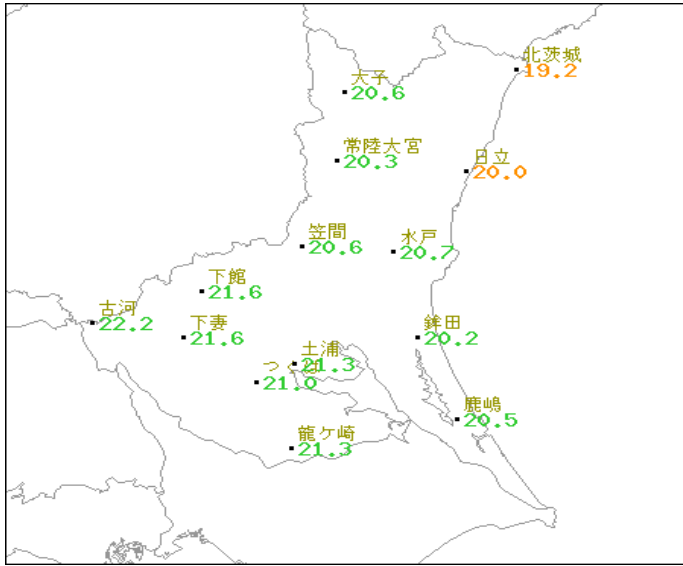 北茨城
19.2
大子
20.6
常陸大宮
20.3
日立
20.0
笠間
20.6
水戸
20.7
下館
21.6
古河
22.2
下妻
21.6
鉾田
20.2
土浦
21.3
つくば
21.0
鹿嶋
20.5
龍ケ崎
21.3